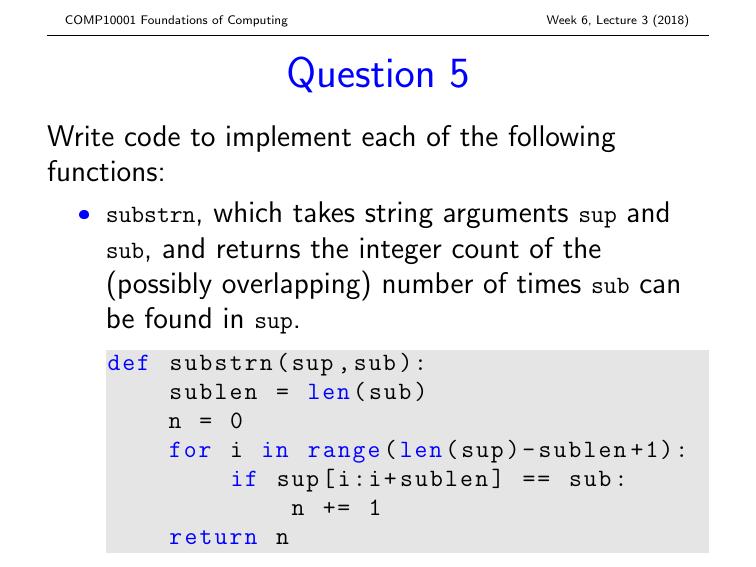 COMP10001 Foundations of Computing Week 6, Lecture 3 (2018)
Question 5
Write code to implement each of the following
functions:
• substrn, which takes string arguments sup and
sub, and returns the integer count of the
(possibly overlapping) number of times sub can
be found in sup.
def substrn(sup,sub):
    sublen = len(sub)
    n = 0
    for i in range(len(sup)-sublen+1):
        if sup[i:i+sublen] == sub:
            n += 1
    return n